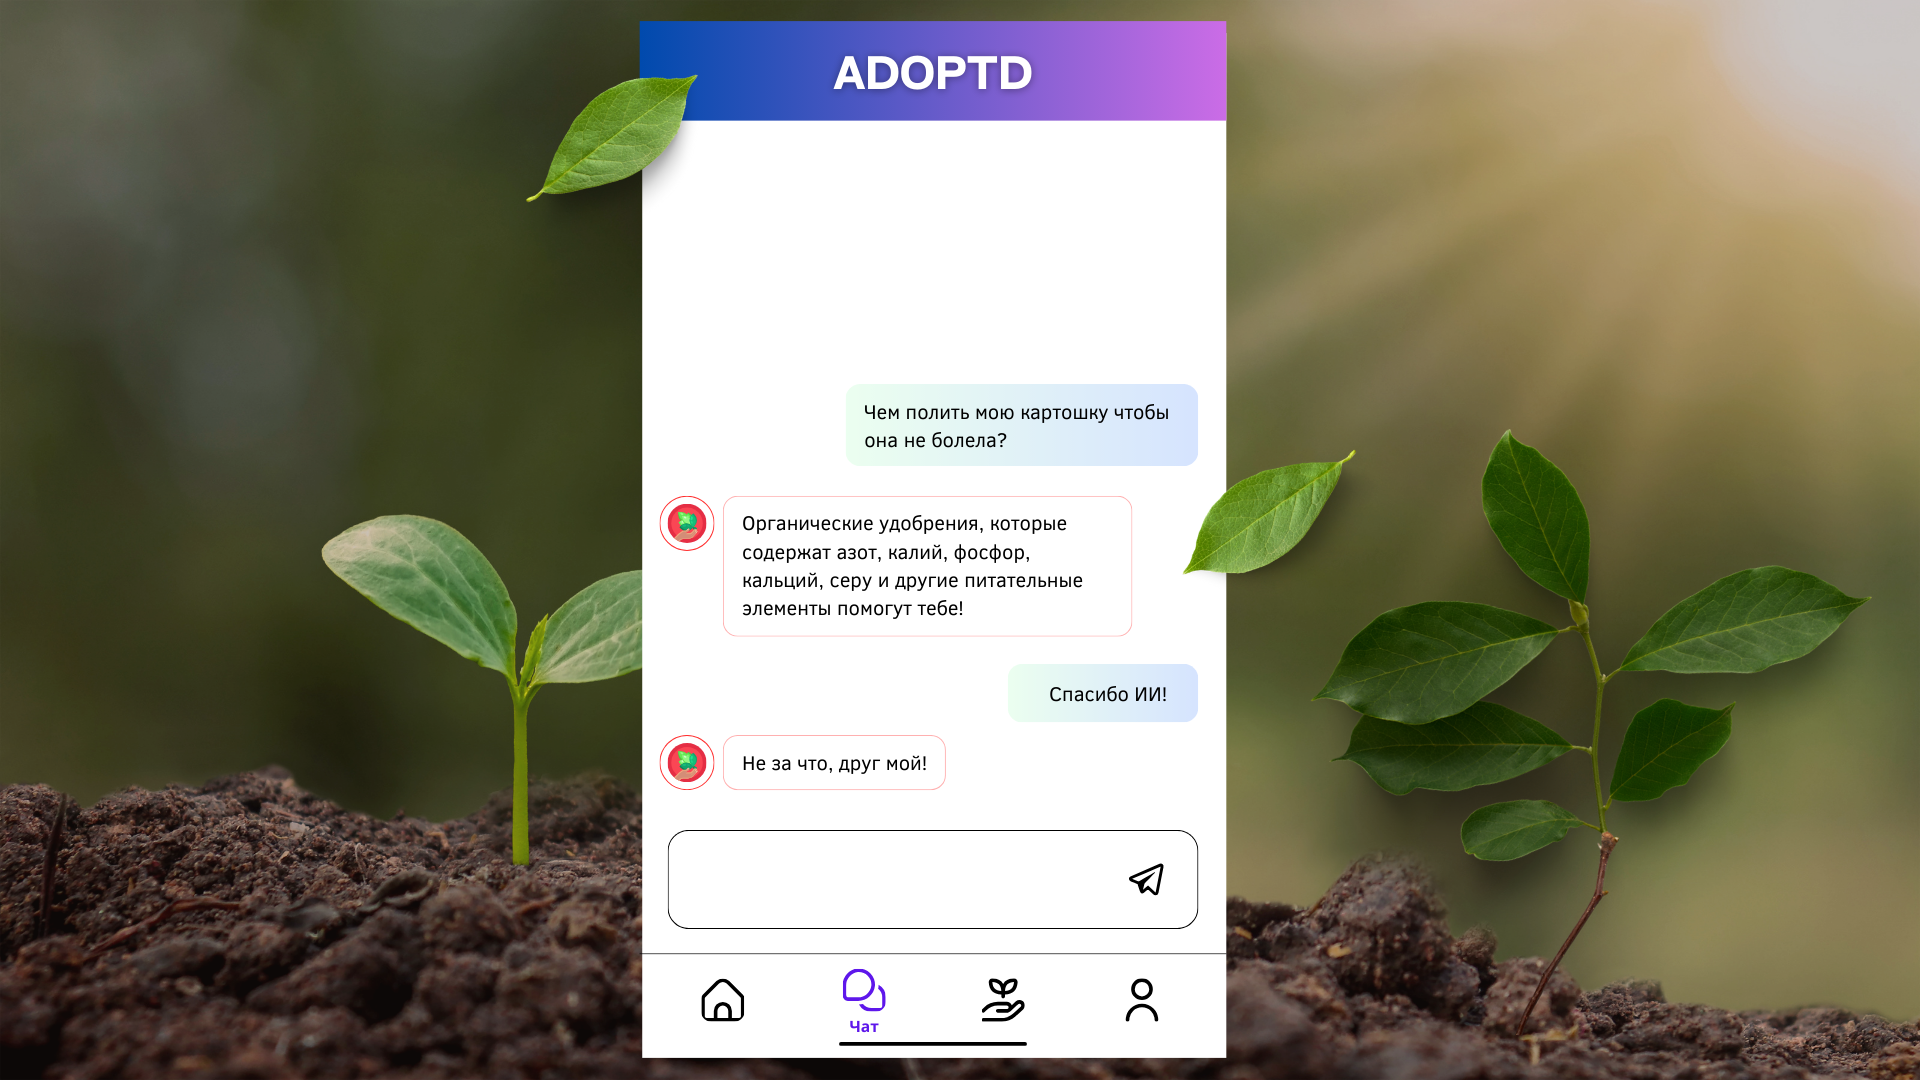 ADOPTD
Чем полить мою картошку чтобы
она не болела?
Органические удобрения, которые
содержат азот, калий, фосфор,
кальций, серу и другие питательные
элементы помогут тебе!
Спасибо ИИ!
Не за что, друг мой!
Чат